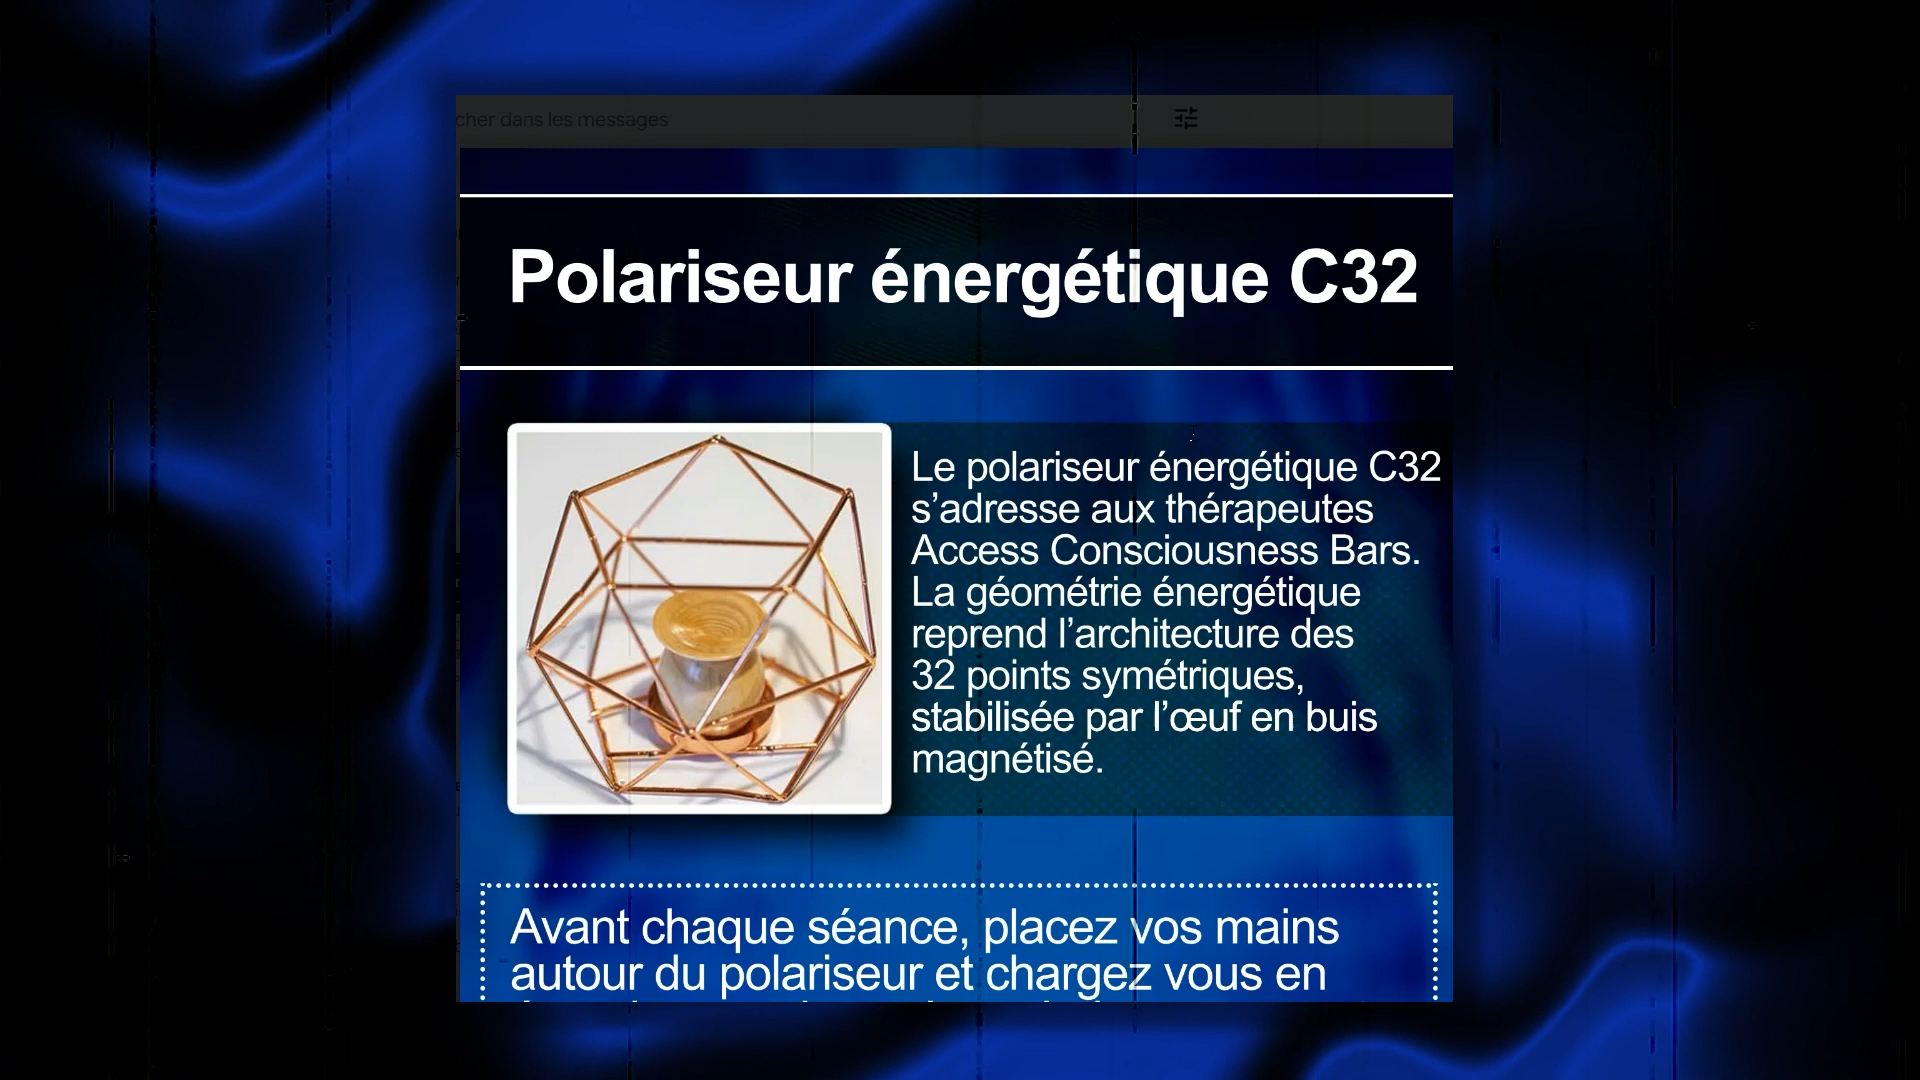 cher dans les messages
Polariseur énergétique C32
Le polariseur énergétique C32
s’adresse aux thérapeutes
Access Consciousness Bars.
La géométrie énergétique
reprend l’architecture des
32 points symétriques,
stabilisée par l’œuf en buis
magnétisé.
Avant chaque séance, placez vos mains
autour du polariseur et chargez vous en